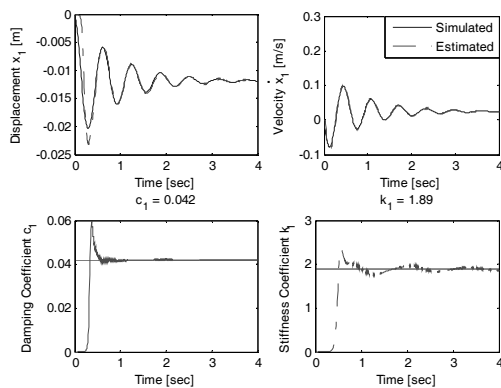 Displacement x₁ [m]
0
-0.005
-0.01
-0.015
-0.02
-0.025
0 1 2 3 4
Time [sec]
Velocity ẋ₁ [m/s]
0.3
0.2
0.1
0
-0.1
0 1 2 3 4
Time [sec]
Simulated
Estimated
c₁ = 0.042
Damping Coefficient c₁
0.06
0.04
0.02
0
0 1 2 3 4
Time [sec]
k₁ = 1.89
Stiffness Coefficient k₁
3
2
1
0
0 1 2 3 4
Time [sec]